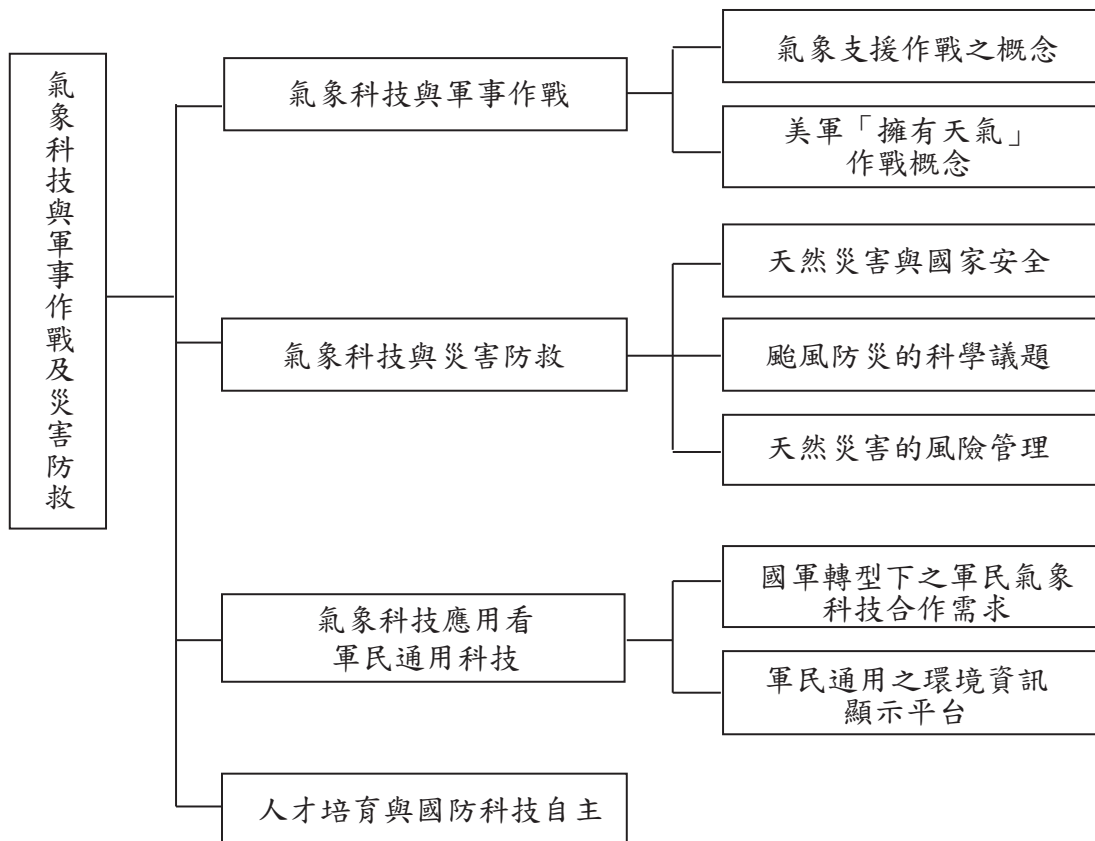 氣象科技與軍事作戰及災害防救
氣象科技與軍事作戰
氣象支援作戰之概念
美軍「擁有天氣」
作戰概念
氣象科技與災害防救
天然災害與國家安全
颱風防災的科學議題
天然災害的風險管理
氣象科技應用看
軍民通用科技
國軍轉型下之軍民氣象
科技合作需求
軍民通用之環境資訊
顯示平台
人才培育與國防科技自主